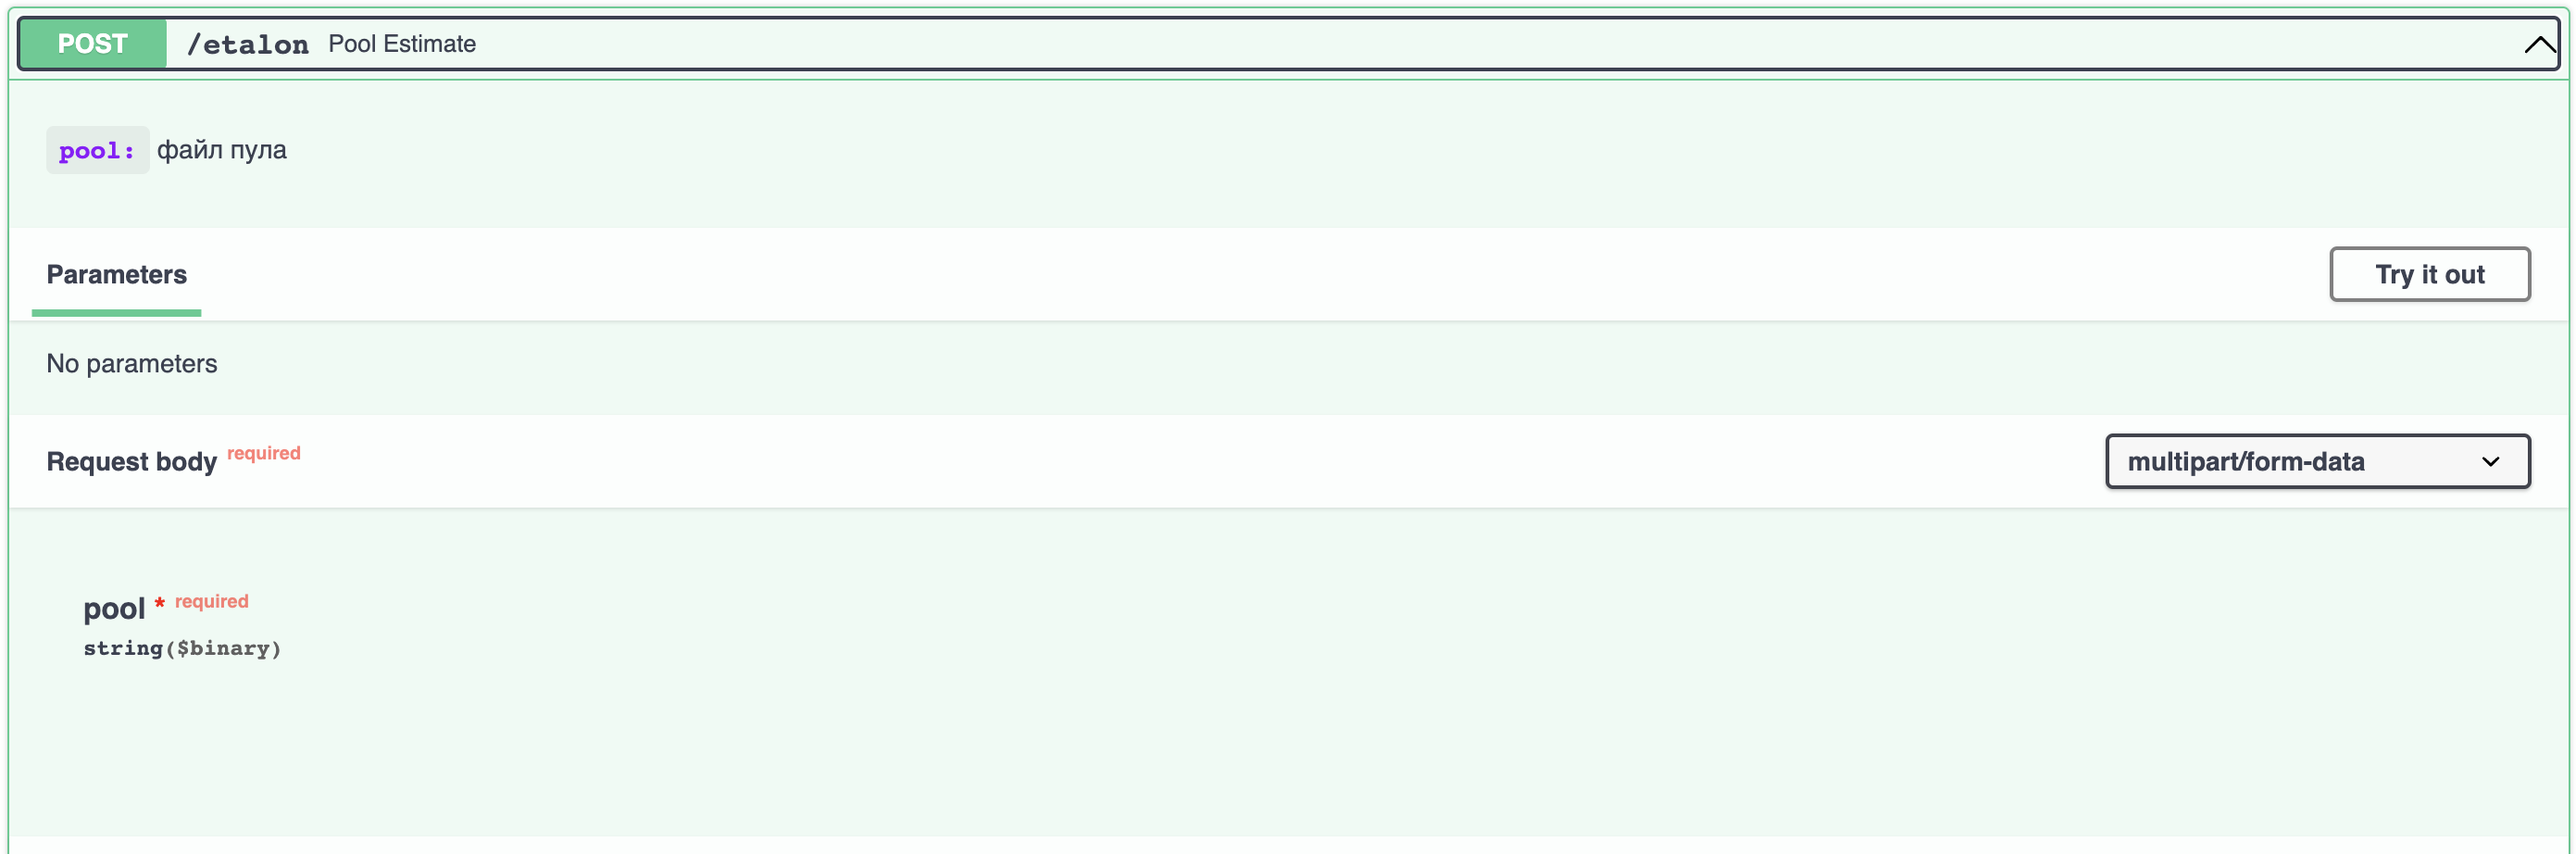 POST /etalon Pool Estimate
pool: файл пула
Parameters Try it out
No parameters
Request body required multipart/form-data
pool * required
string($binary)